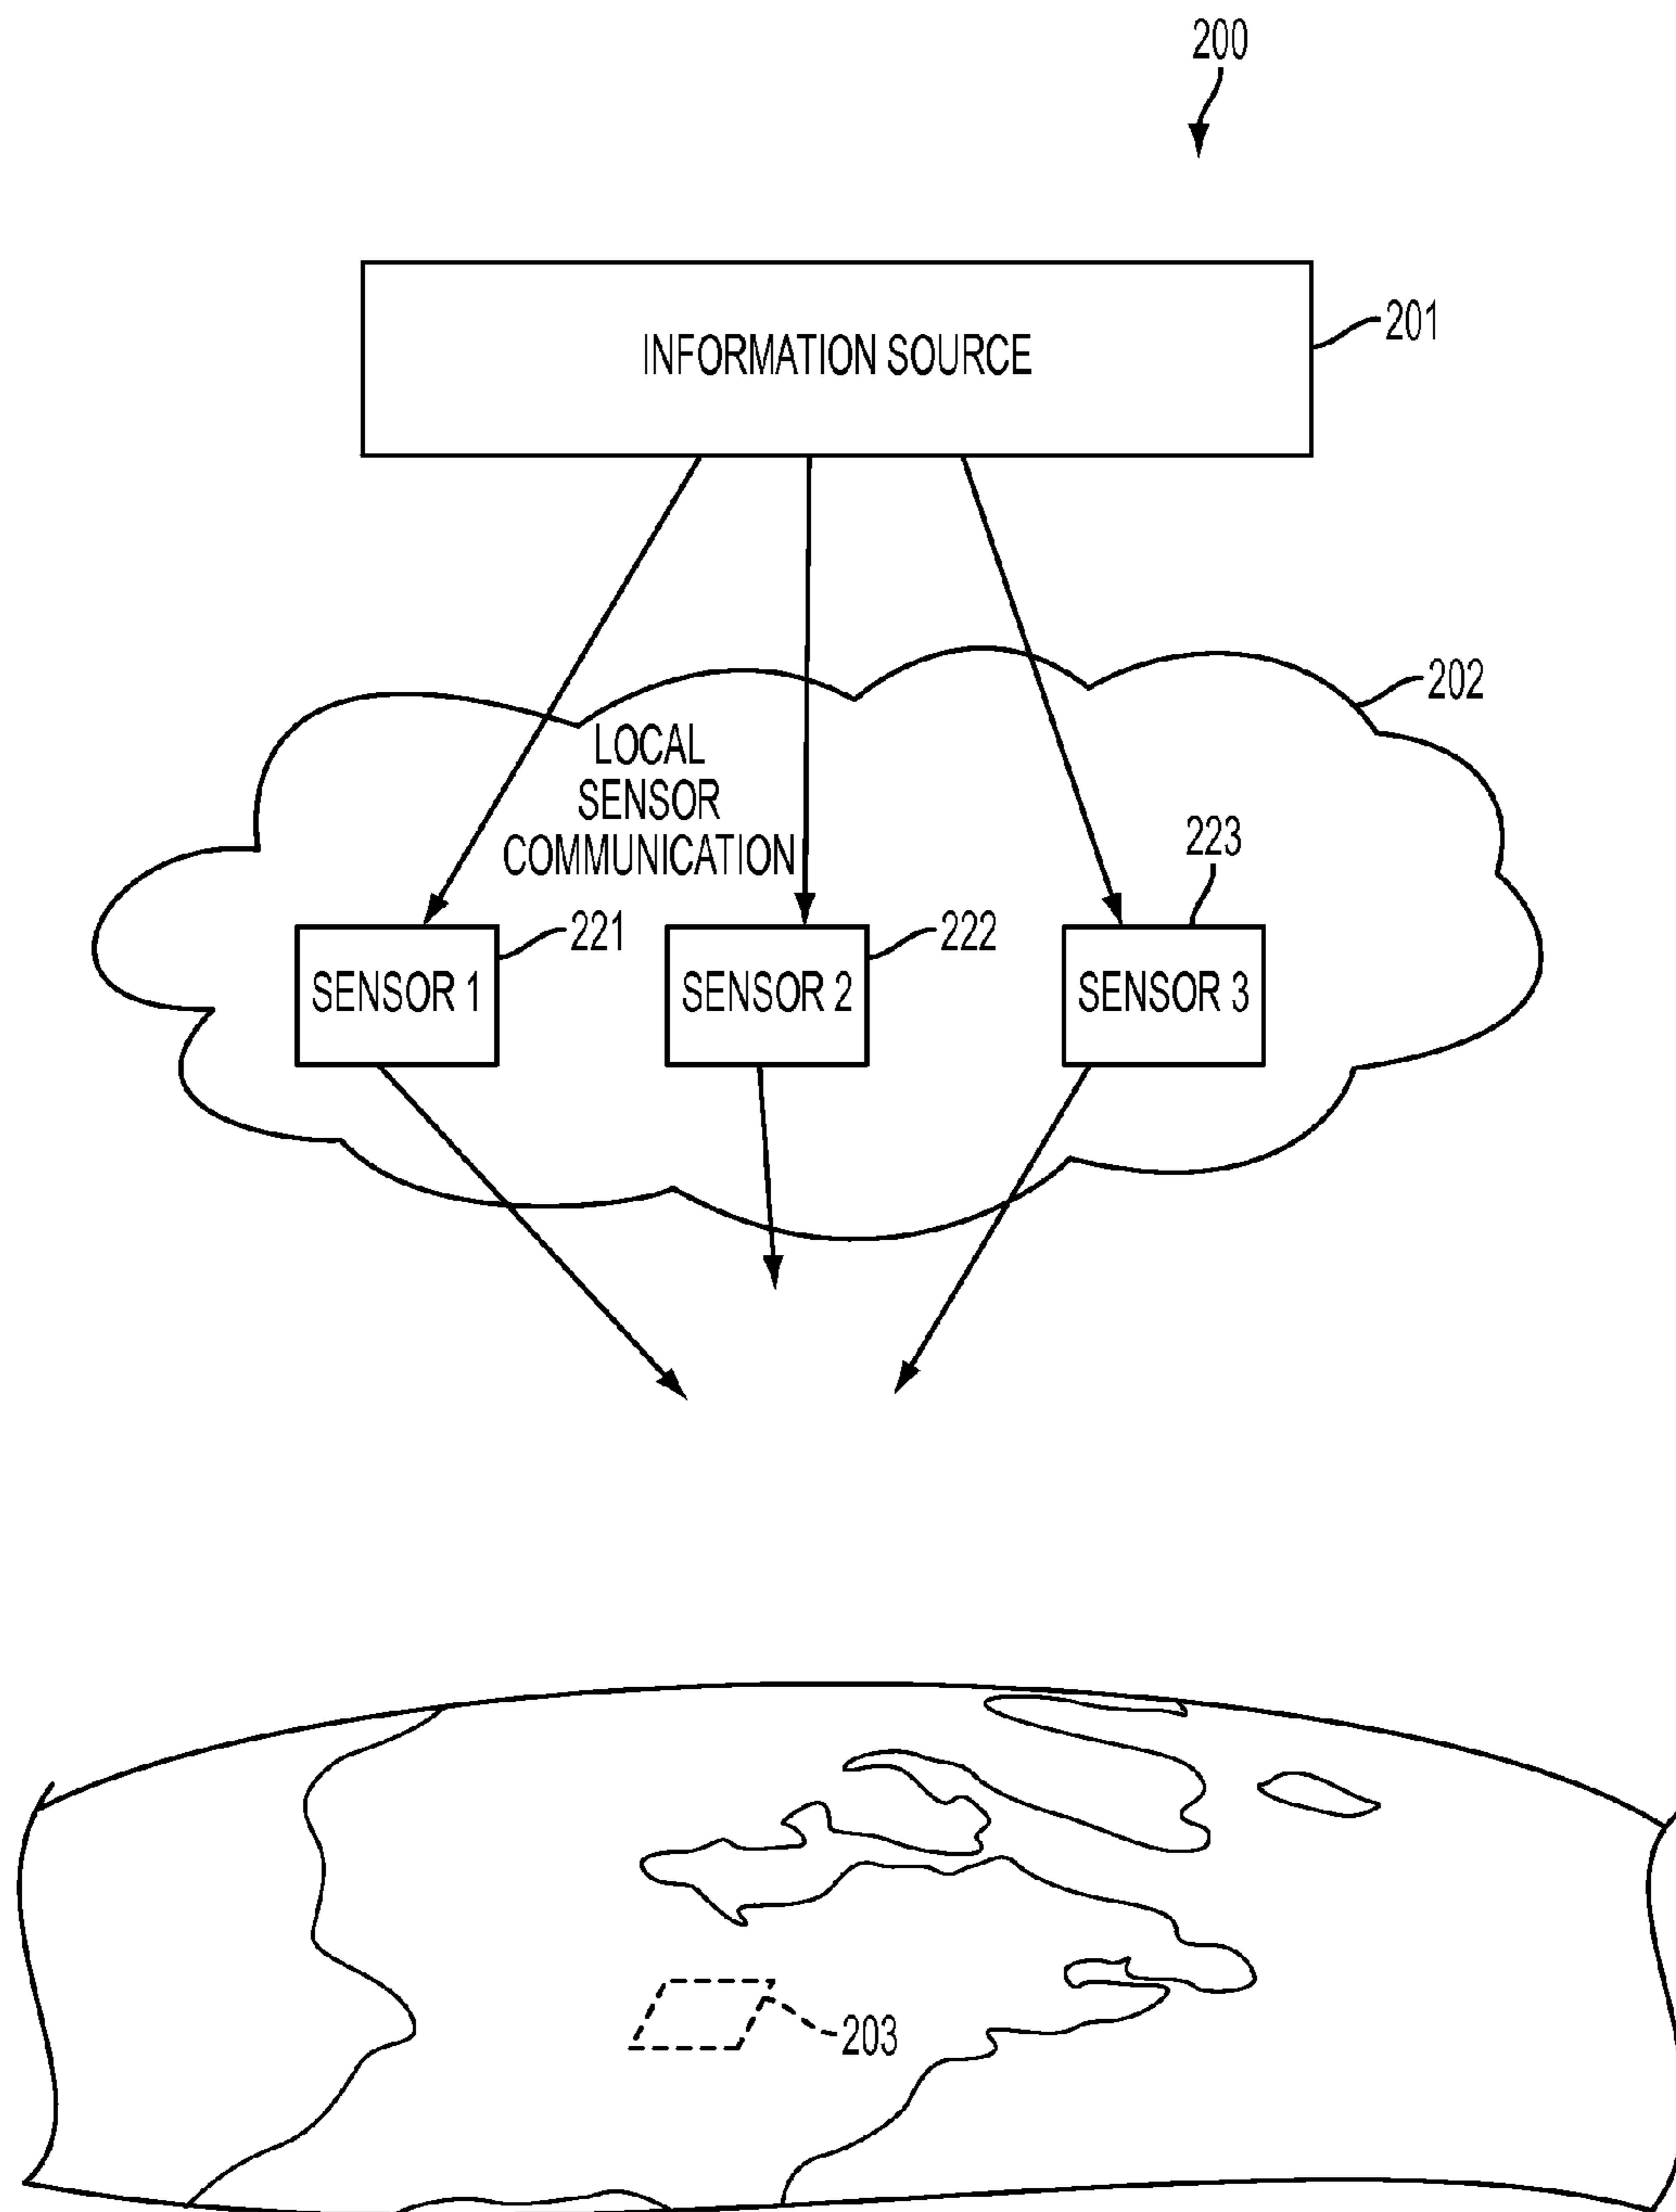 200
INFORMATION SOURCE
201
202
LOCAL
SENSOR
COMMUNICATION
223
221
222
SENSOR 1
SENSOR 2
SENSOR 3
203